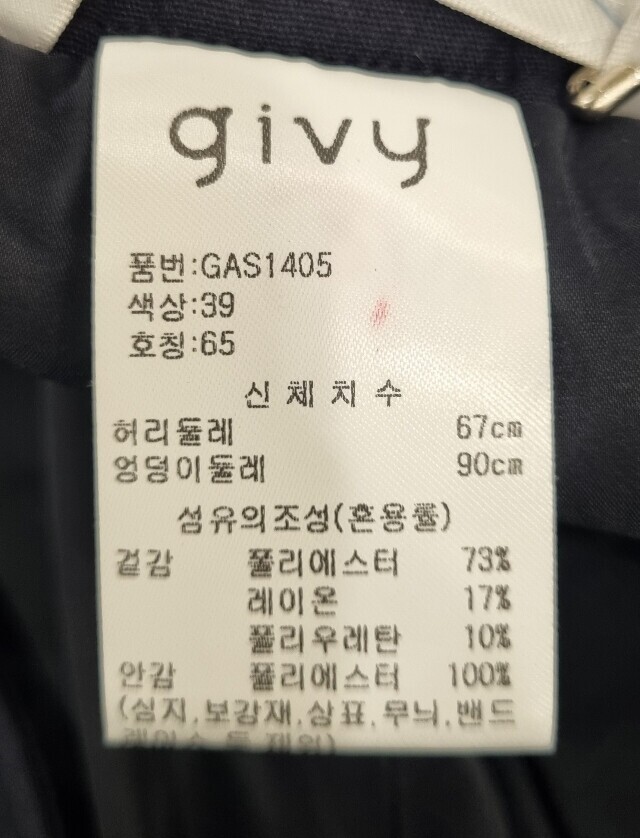 givy
품번:GAS1405
색상:39
호칭:65
신 체 치 수
허리둘레 67cm
엉덩이둘레 90cm
섬유의조성(혼용률)
겉감 폴리에스터 73%
레이온 17%
폴리우레탄 10%
안감 폴리에스터 100%
(심지,보강재,상표,무늬,밴드